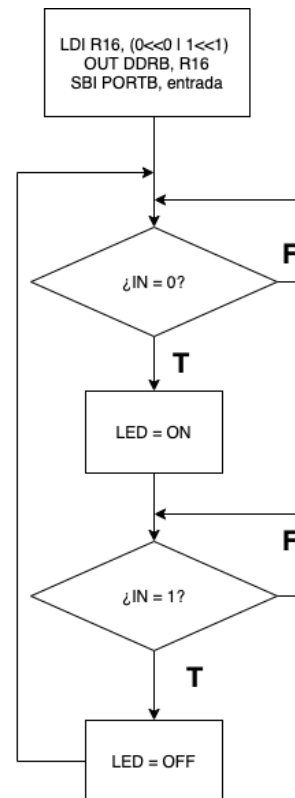 LDI R16, (0<<0 | 1<<1)
OUT DDRB, R16
SBI PORTB, entrada
F
¿IN = 0?
T
LED = ON
F
¿IN = 1?
T
LED = OFF